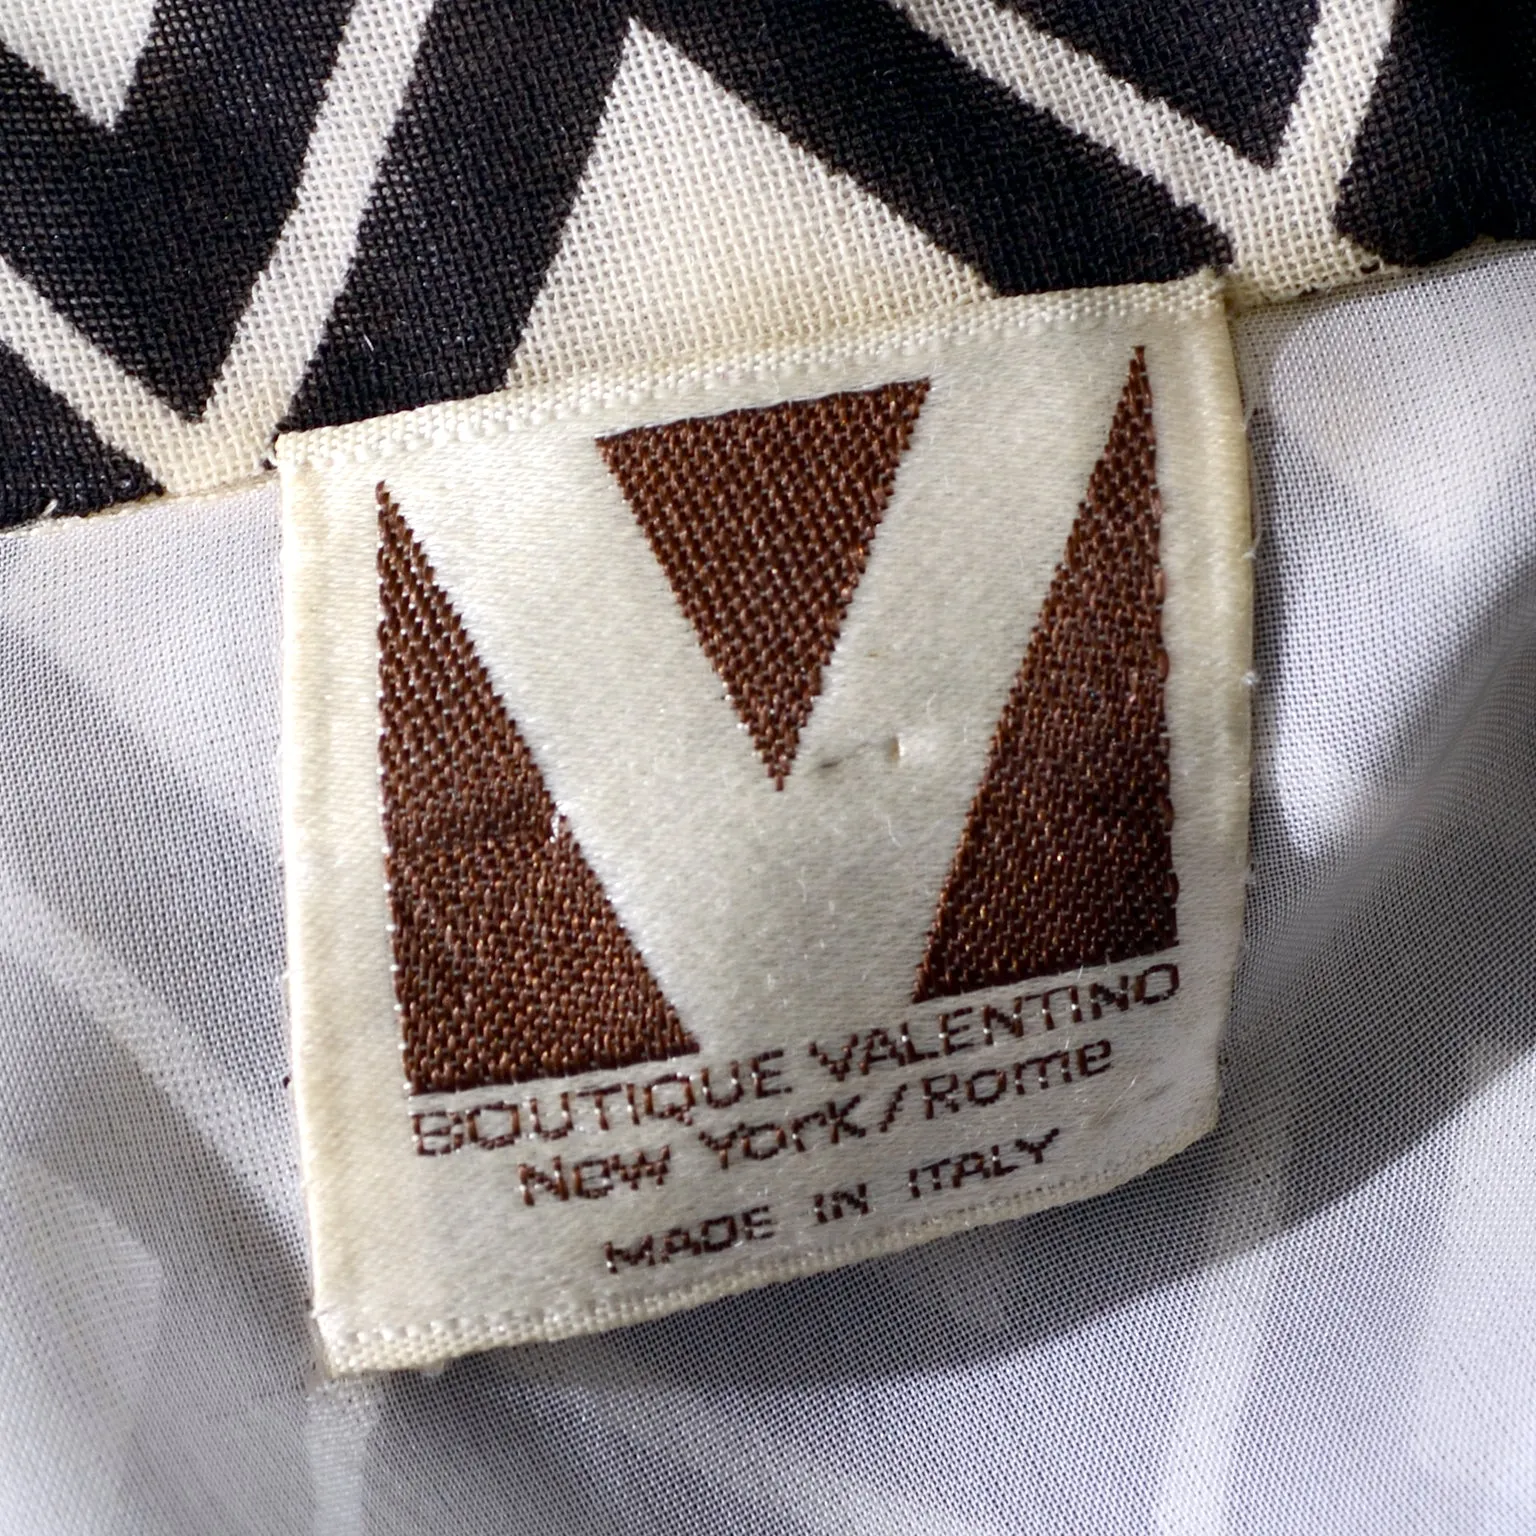 V
BOUTIQUE VALENTINO
New York/Rome
MADE IN ITALY